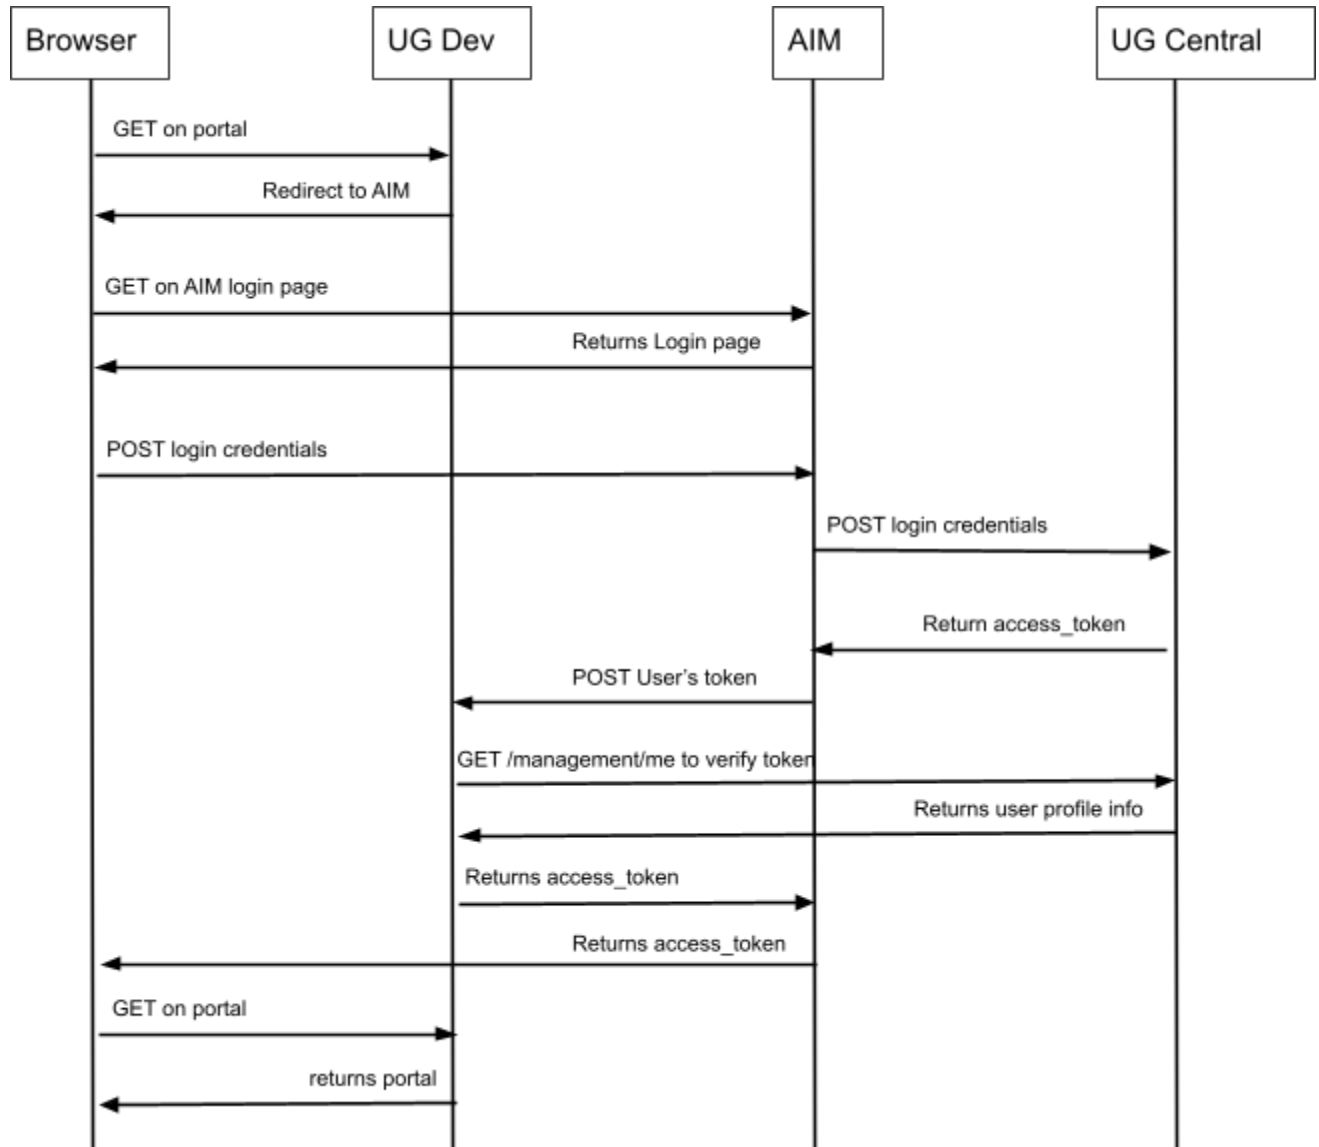 Browser
UG Dev
AIM
UG Central
GET on portal
Redirect to AIM
GET on AIM login page
Returns Login page
POST login credentials
POST login credentials
Return access_token
POST User’s token
GET /management/me to verify token
Returns user profile info
Returns access_token
Returns access_token
GET on portal
returns portal